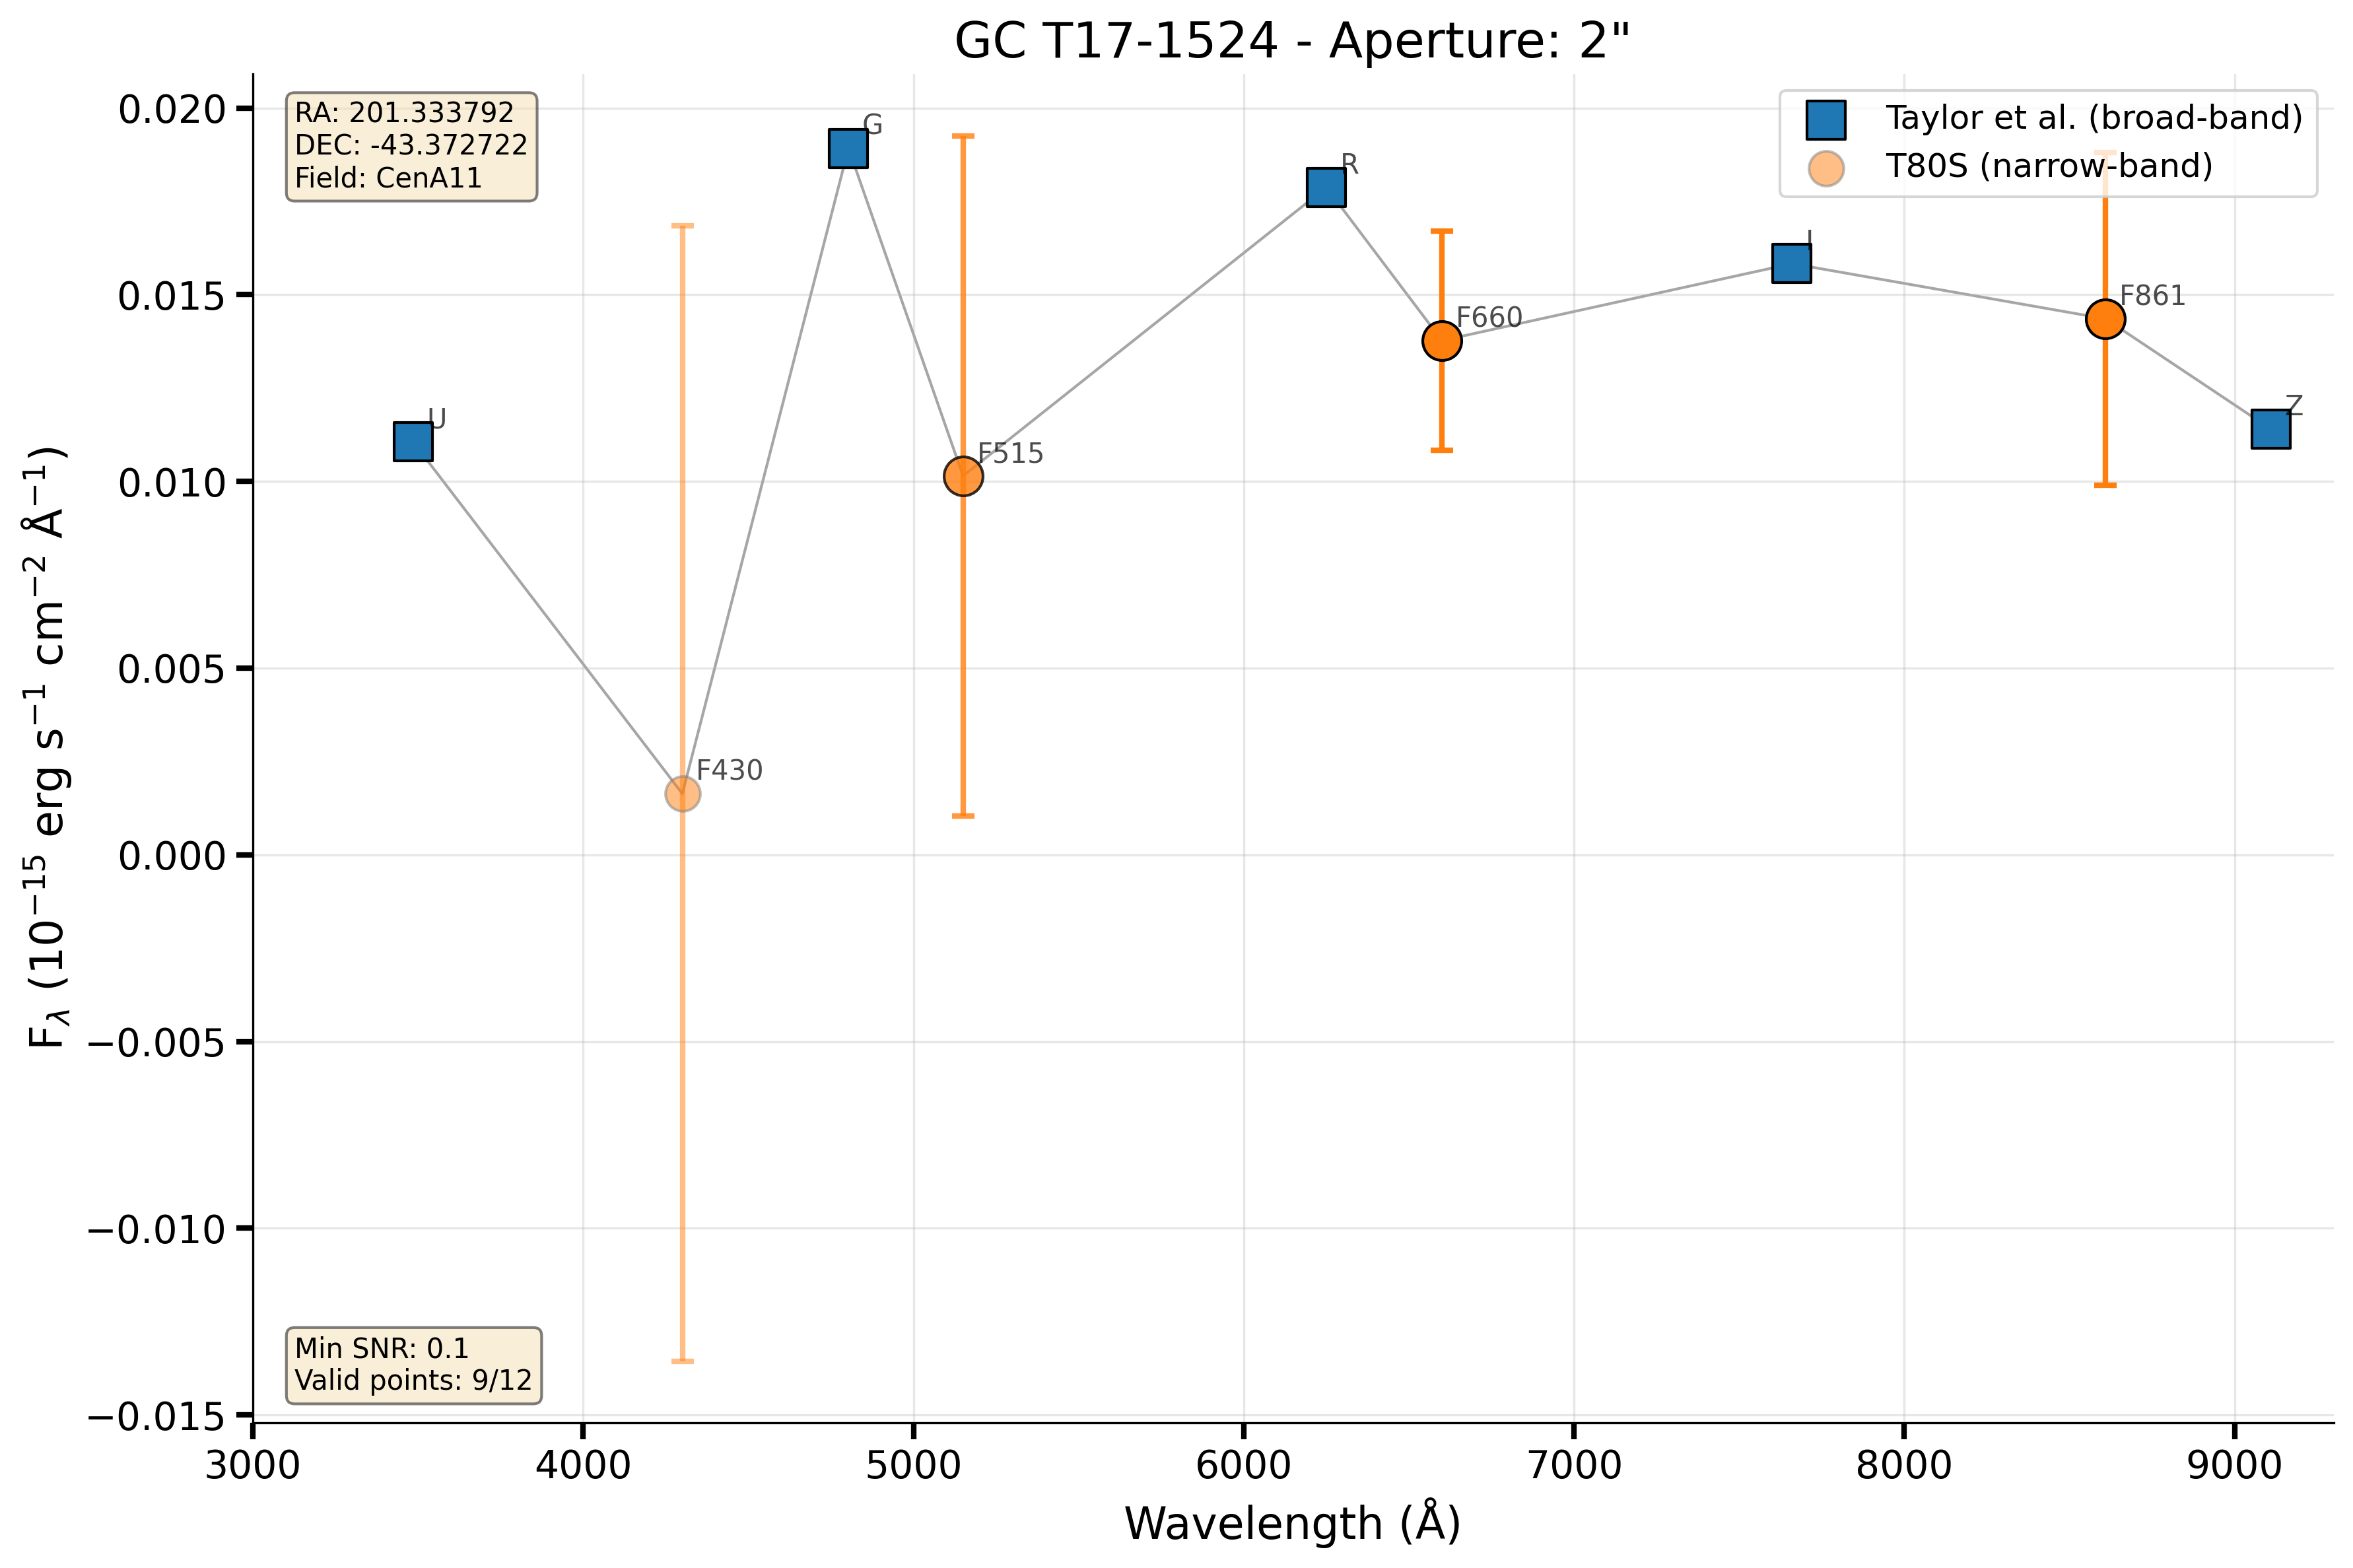 GC T17-1524 - Aperture: 2"
RA: 201.333792
DEC: -43.372722
Field: CenA11
Taylor et al. (broad-band)
T80S (narrow-band)
U
F430
G
F515
R
F660
I
F861
Z
Min SNR: 0.1
Valid points: 9/12
0.020
0.015
0.010
0.005
0.000
−0.005
−0.010
−0.015
F_λ (10⁻¹⁵ erg s⁻¹ cm⁻² Å⁻¹)
3000 4000 5000 6000 7000 8000 9000
Wavelength (Å)